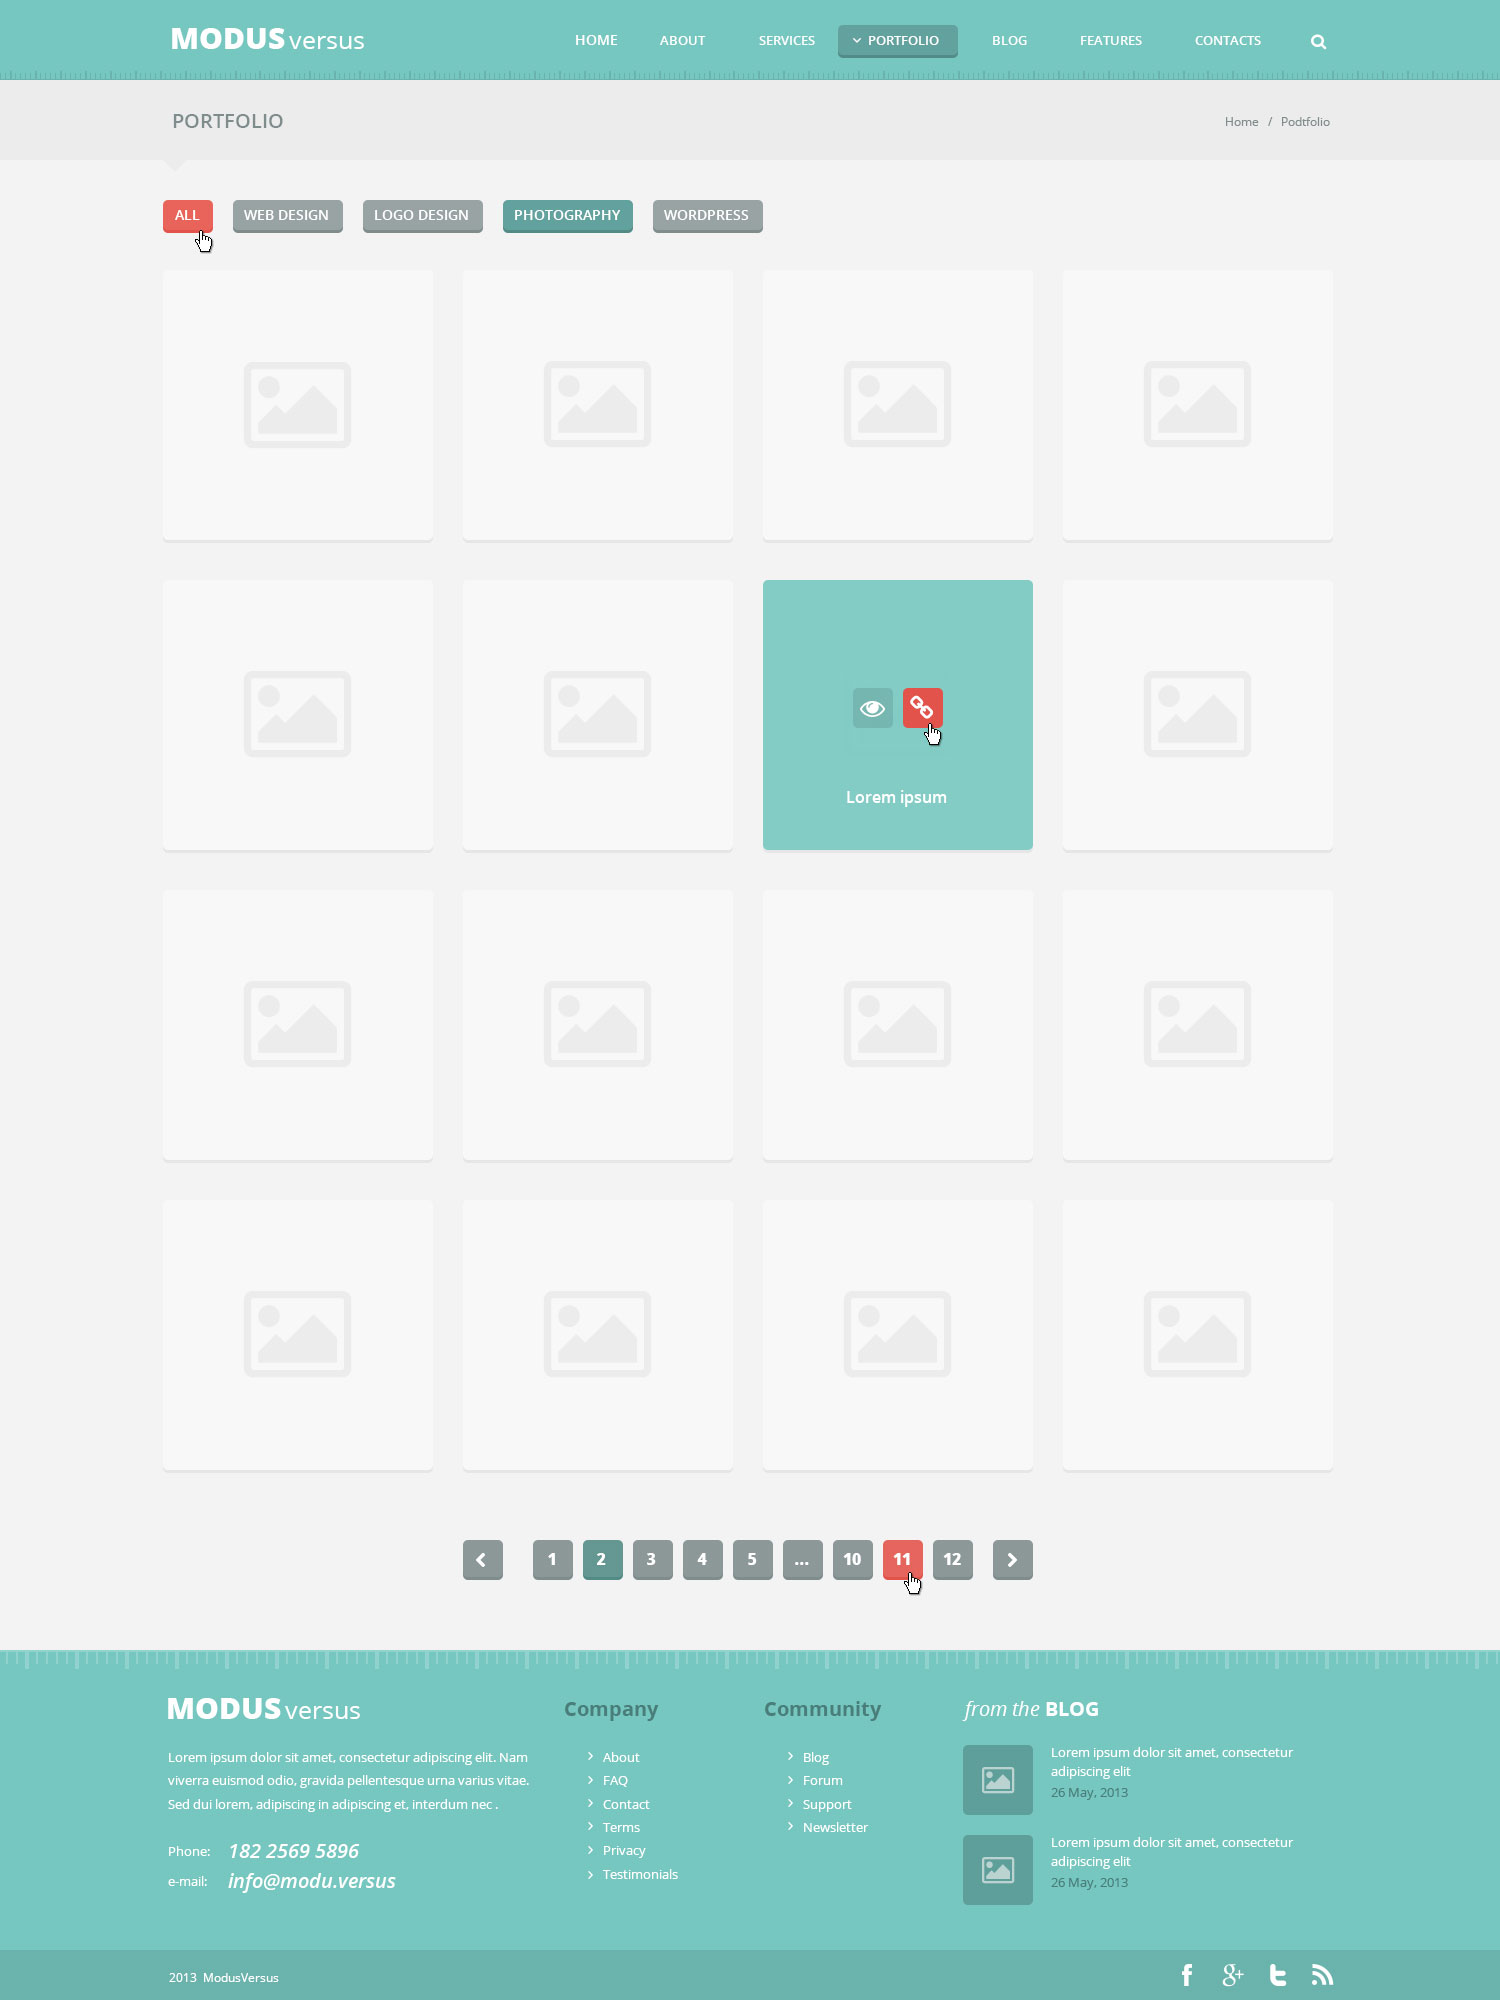 MODUS versus
HOME ABOUT SERVICES PORTFOLIO BLOG FEATURES CONTACTS
PORTFOLIO
Home / Podtfolio
ALL WEB DESIGN LOGO DESIGN PHOTOGRAPHY WORDPRESS
Lorem ipsum
1 2 3 4 5 ... 10 11 12
MODUS versus
Lorem ipsum dolor sit amet, consectetur adipiscing elit. Nam
viverra euismod odio, gravida pellentesque urna varius vitae.
Sed dui lorem, adipiscing in adipiscing et, interdum nec .
Phone: 182 2569 5896
e-mail: info@modu.versus
Company
About
FAQ
Contact
Terms
Privacy
Testimonials
Community
Blog
Forum
Support
Newsletter
from the BLOG
Lorem ipsum dolor sit amet, consectetur
adipiscing elit
26 May, 2013
Lorem ipsum dolor sit amet, consectetur
adipiscing elit
26 May, 2013
2013 ModusVersus